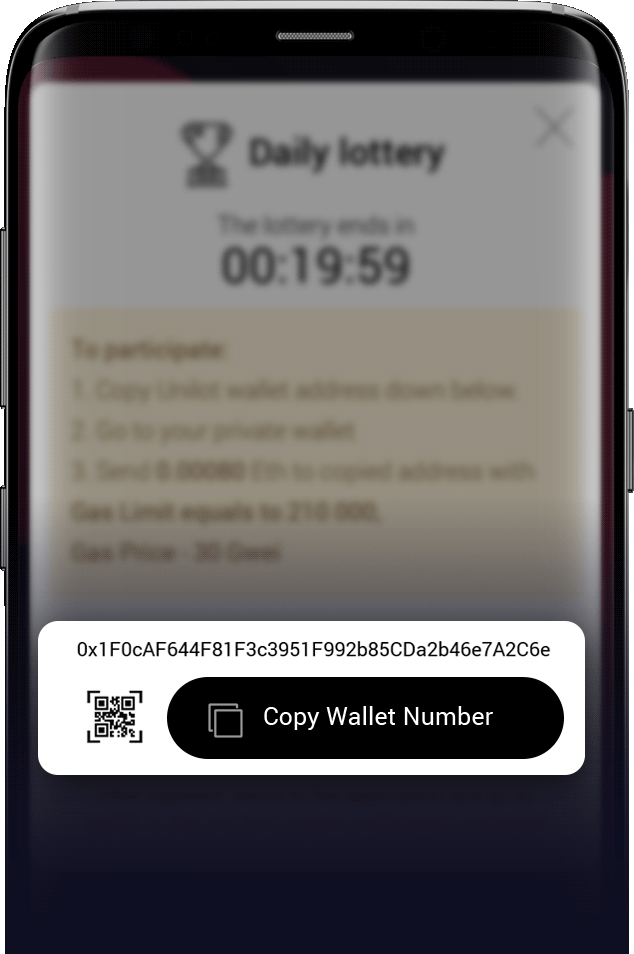 Daily lottery
The lottery ends in
00:19:59
To participate:
1. Copy Unilot wallet address down below.
2. Go to your private wallet
3. Send 0.00080 Eth to copied address with
Gas Limit equals to 210 000,
Gas Price - 30 Gwei
0x1F0cAF644F81F3c3951F992b85CDa2b46e7A2C6e
Copy Wallet Number